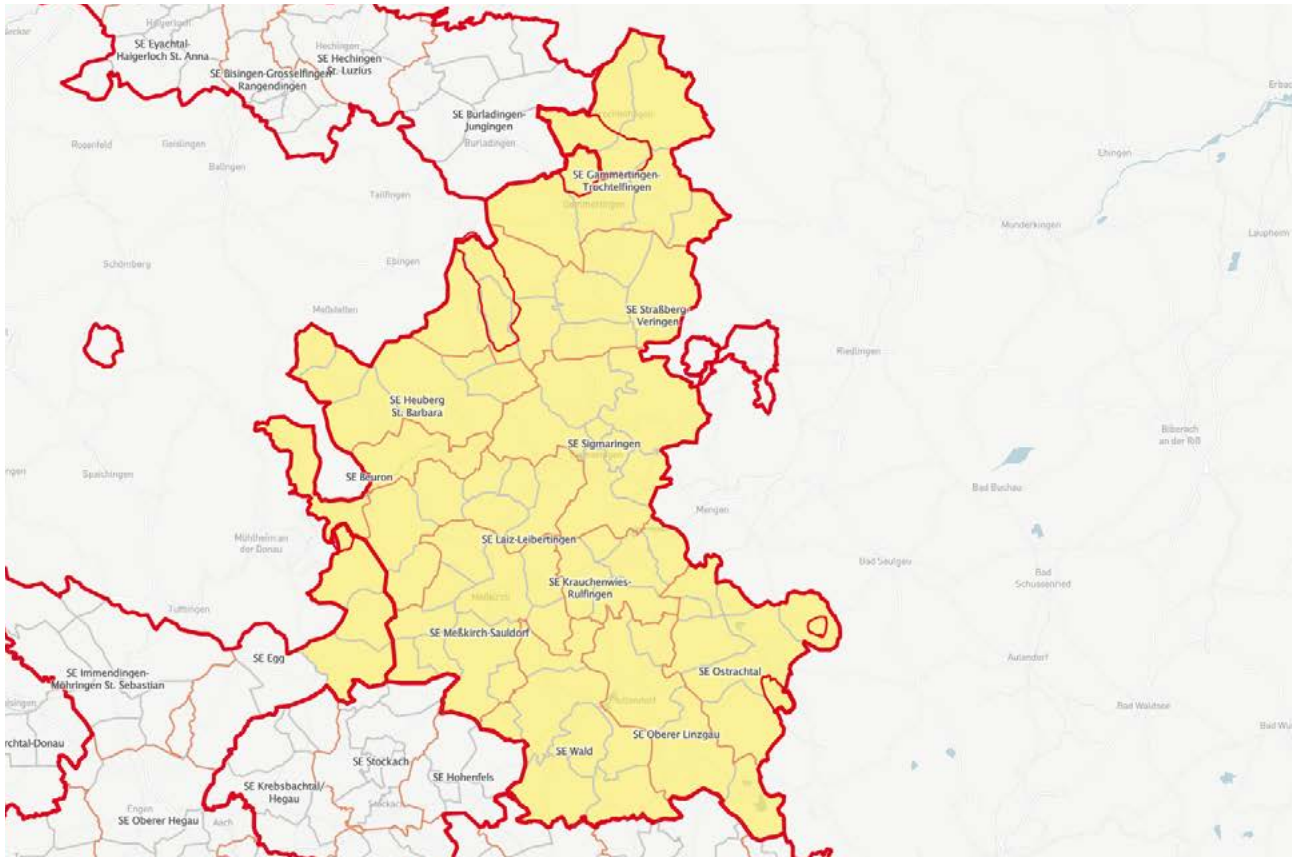 Haigerloch
SE Eyachtal-
Haigerloch St. Anna
Hechingen
SE Hechingen
St. Luzius
SE Bisingen-Grosselfingen
Rangendingen
SE Burladingen-
Jungingen
Burladingen
Erbach
Rosenfeld
Geislingen
Balingen
Ehingen
Tailfingen
SE Gammertingen-
Trochtelfingen
Gammertingen
Munderkingen
Laupheim
Schömberg
Ebingen
Meßstetten
SE Straßberg-
Veringen
Riedlingen
SE Heuberg
St. Barbara
SE Sigmaringen
Biberach
an der Riß
Spaichingen
SE Beuron
Bad Buchau
Mengen
Mühlheim an
der Donau
SE Laiz-Leibertingen
Bad Saulgau
Bad
Schussenried
SE Krauchenwies-
Rulfingen
Meßkirch
Tuttlingen
SE Meßkirch-Sauldorf
SE Egg
Aulendorf
SE Immendingen-
Möhringen St. Sebastian
SE Ostrachtal
Pfullendorf
Bad Waldsee
rchtal-Donau
SE Oberer Linzgau
SE Wald
SE Stockach
SE Hohenfels
SE Krebsbachtal/
Hegau
Stockach
Engen
SE Oberer Hegau
Aach